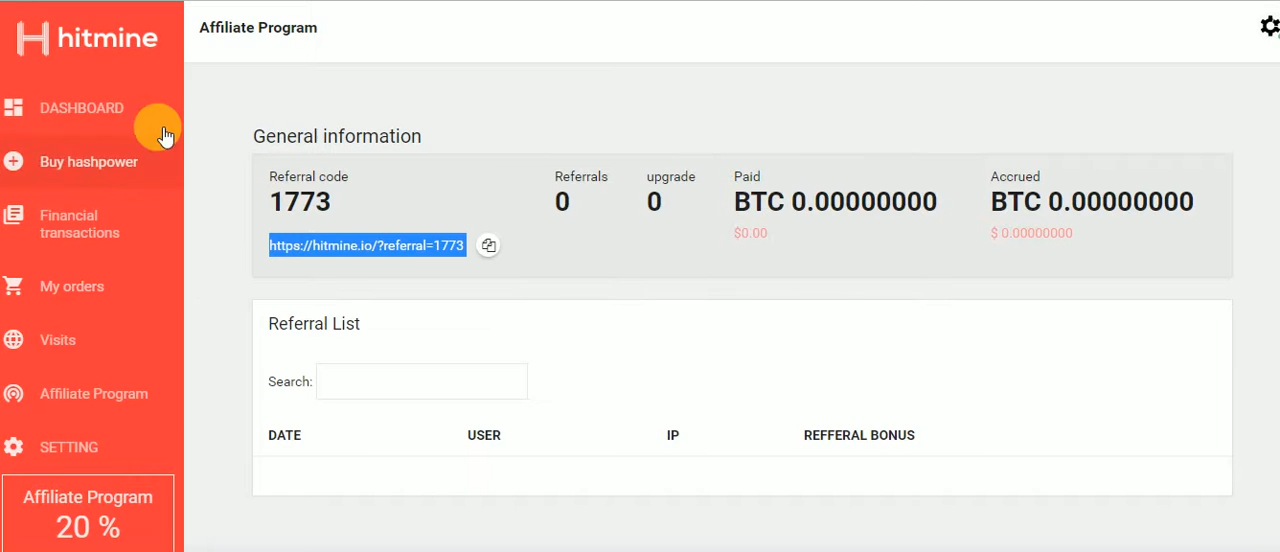 hitmine
DASHBOARD
Buy hashpower
Financial
transactions
My orders
Visits
Affiliate Program
SETTING
Affiliate Program
20 %
Affiliate Program
General information
Referral code
1773
https://hitmine.io/?referral=1773
Referrals
0
upgrade
0
Paid
BTC 0.00000000
$0.00
Accrued
BTC 0.00000000
$ 0.00000000
Referral List
Search:
DATE USER IP REFFERAL BONUS